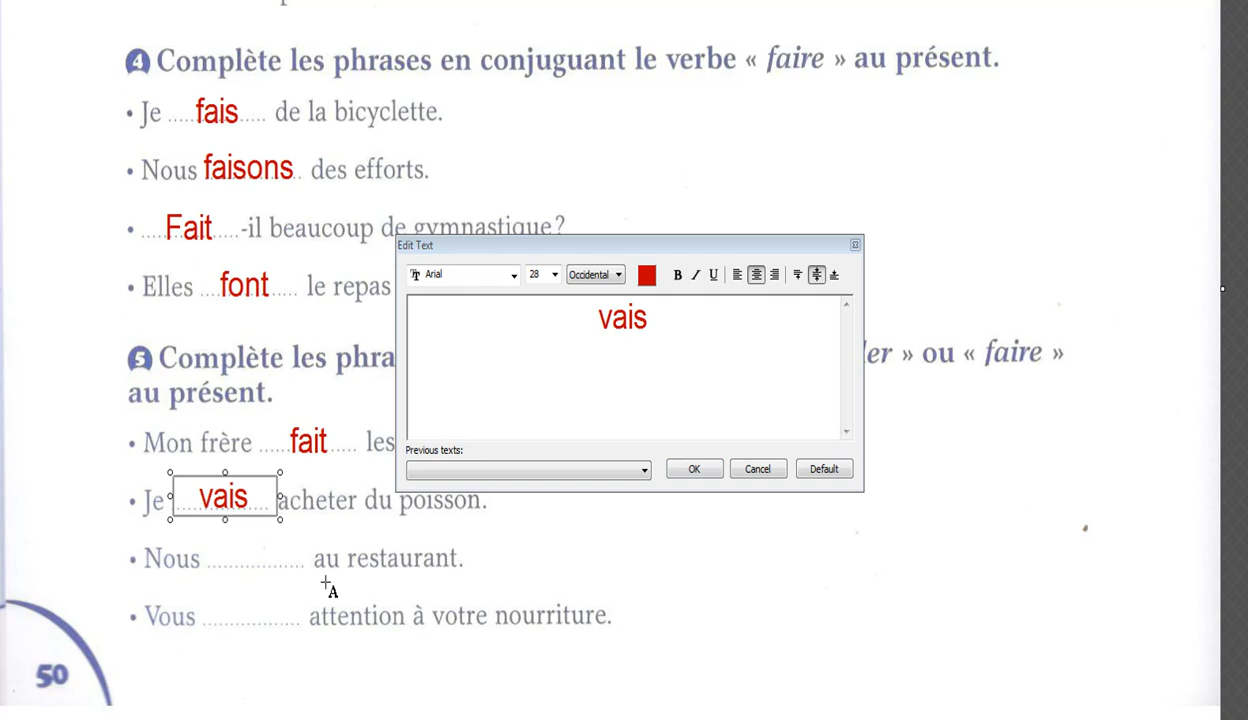 4 Complète les phrases en conjuguant le verbe « faire » au présent.
• Je .....fais..... de la bicyclette.
• Nous faisons.. des efforts.
• ....Fait.....-il beaucoup de gymnastique?
• Elles ...font..... le repas
5 Complète les phra ler » ou « faire »
au présent.
• Mon frère .....fait..... les
• Je vais acheter du poisson.
• Nous .................. au restaurant.
• Vous .................. attention à votre nourriture.
50
Edit Text
Arial 28 Occidental B I U
vais
Previous texts:
OK Cancel Default
A